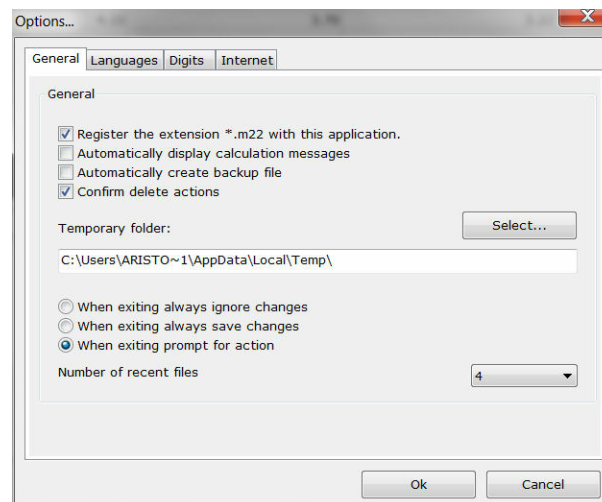 Options...
General Languages Digits Internet
General
Register the extension *.m22 with this application.
Automatically display calculation messages
Automatically create backup file
Confirm delete actions
Temporary folder:
Select...
C:\Users\ARISTO~1\AppData\Local\Temp\
When exiting always ignore changes
When exiting always save changes
When exiting prompt for action
Number of recent files
4
Ok Cancel